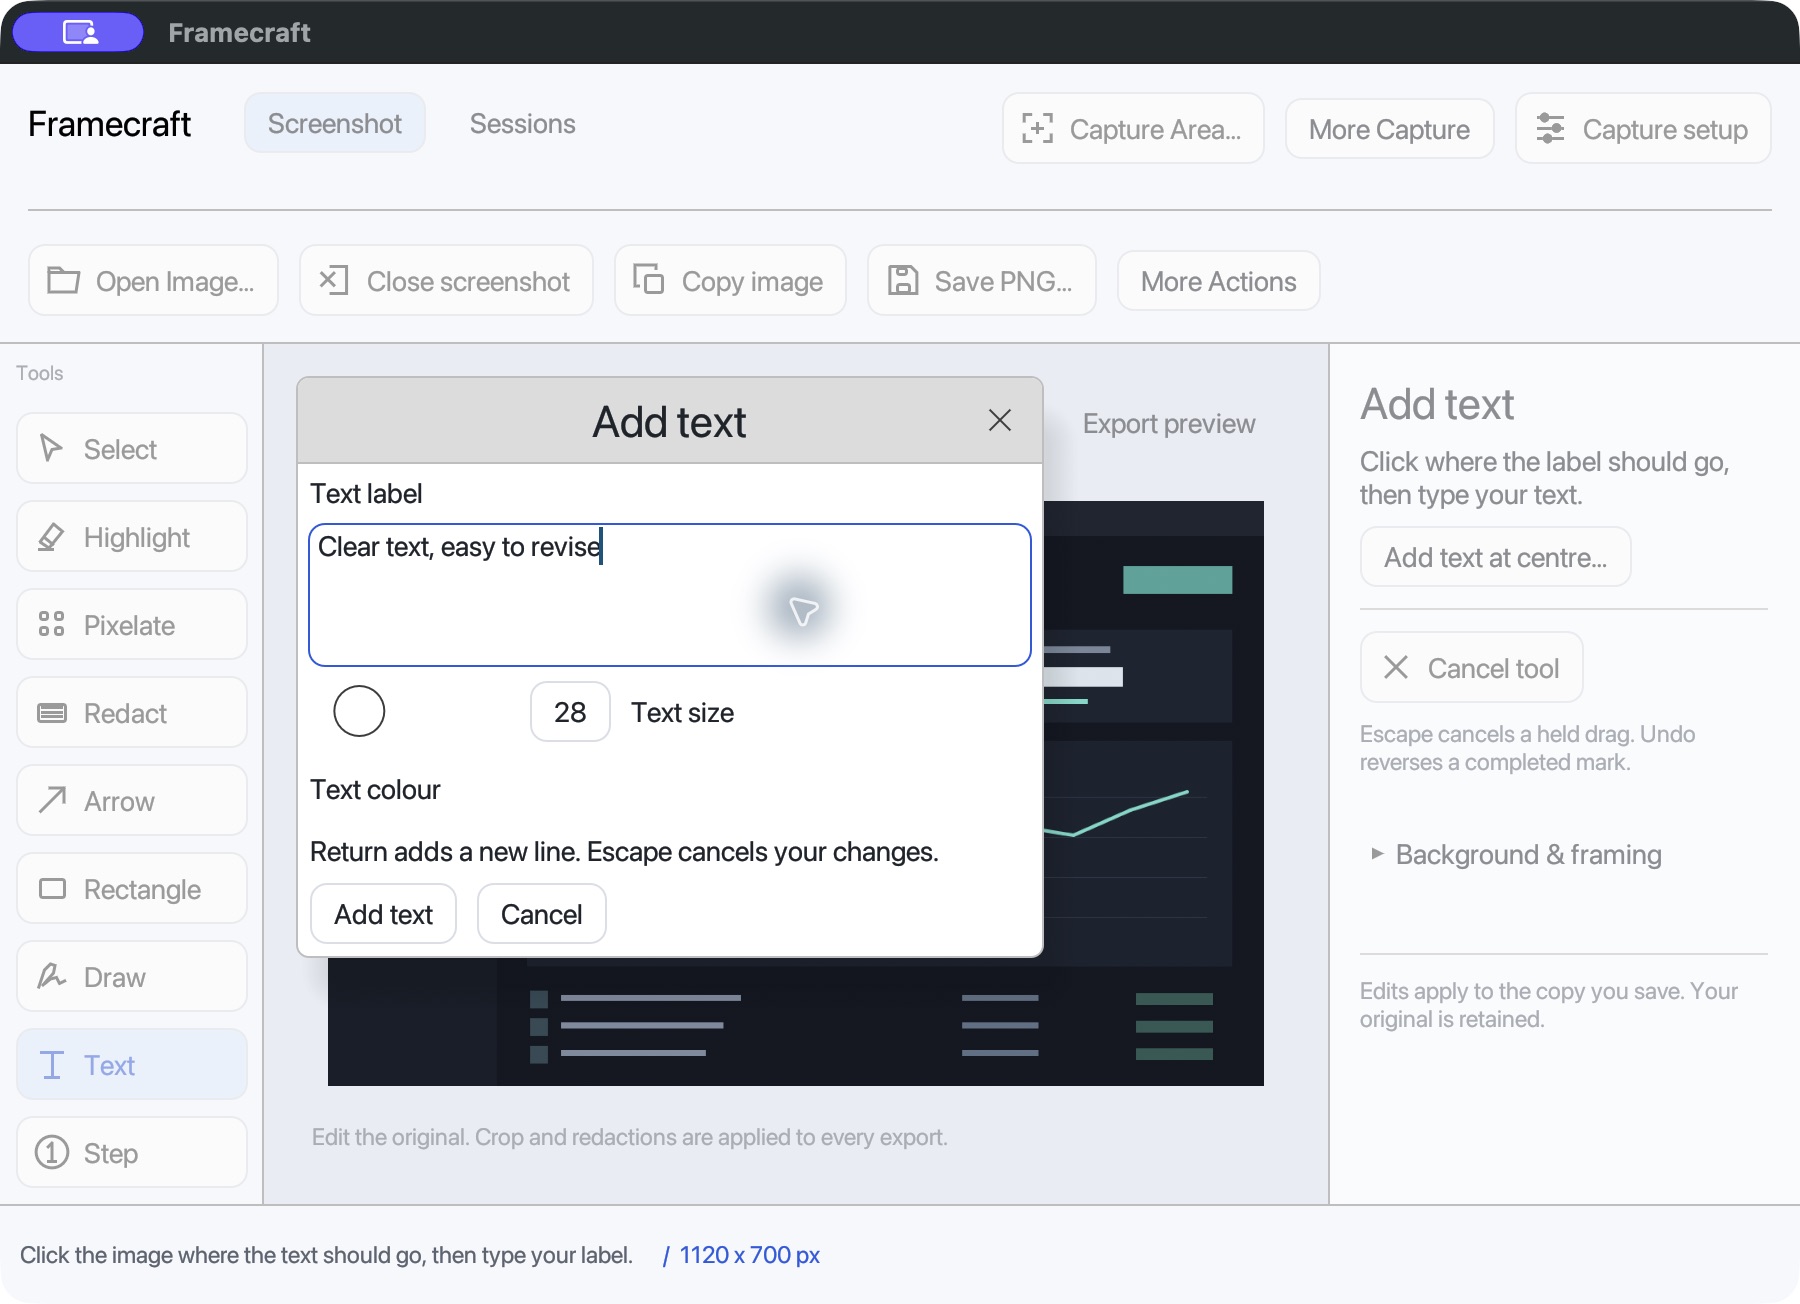 Framecraft
Framecraft
Screenshot
Sessions
Capture Area...
More Capture
Capture setup
Open Image...
Close screenshot
Copy image
Save PNG...
More Actions
Tools
Select
Highlight
Pixelate
Redact
Arrow
Rectangle
Draw
Text
1
Step
Add text
Text label
Clear text, easy to revise
28
Text size
Text colour
Return adds a new line. Escape cancels your changes.
Add text
Cancel
Export preview
Edit the original. Crop and redactions are applied to every export.
Add text
Click where the label should go,
then type your text.
Add text at centre...
Cancel tool
Escape cancels a held drag. Undo
reverses a completed mark.
Background & framing
Edits apply to the copy you save. Your
original is retained.
Click the image where the text should go, then type your label.
/ 1120 x 700 px